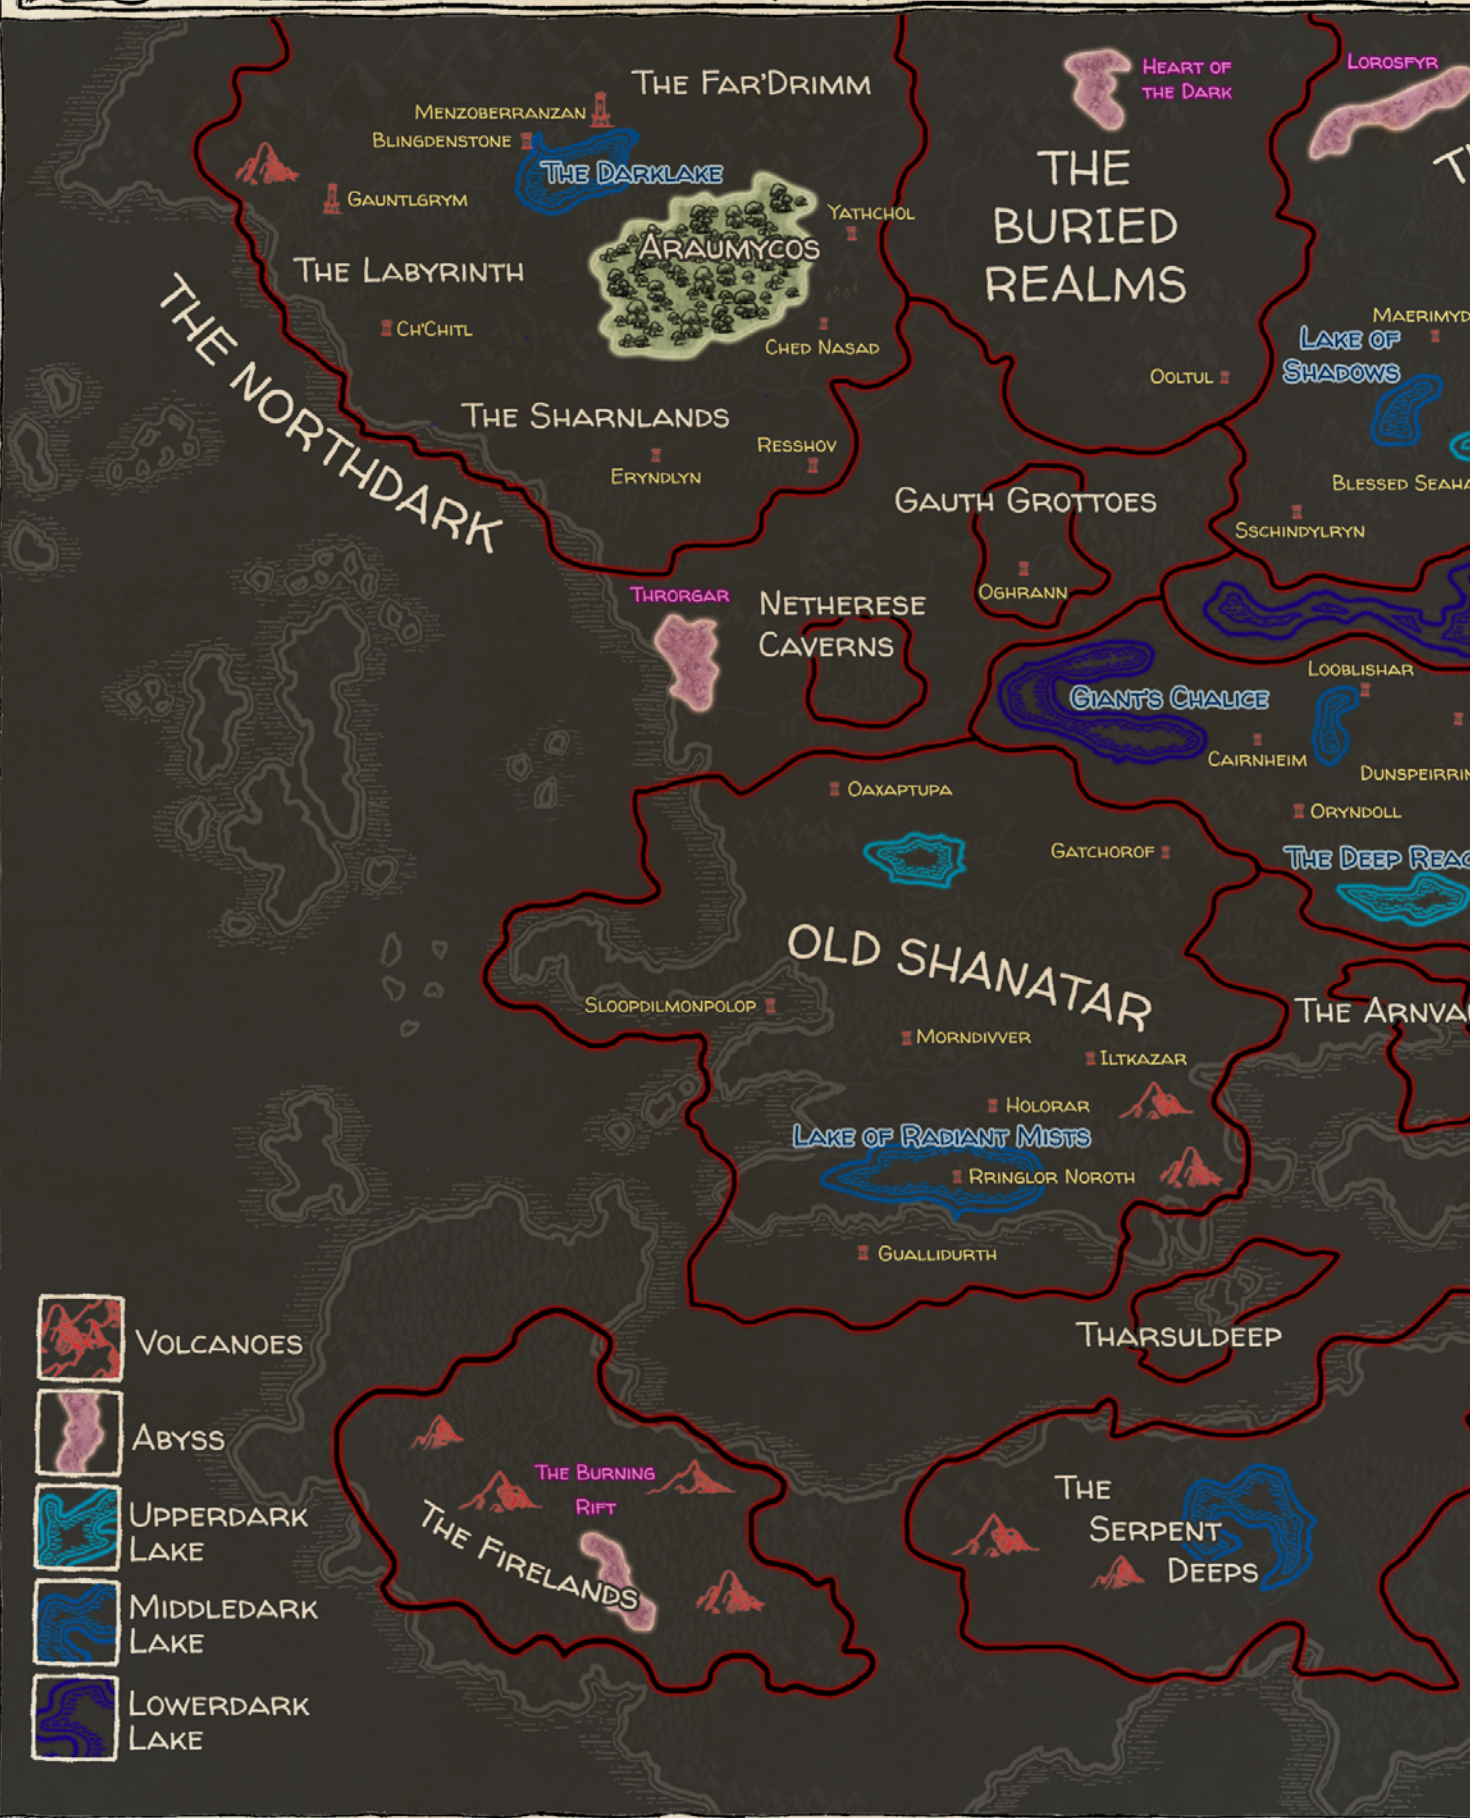 THE FAR'DRIMM
HEART OF
THE DARK
LOROSFYR
MENZOBERRANZAN
BLINGDENSTONE
THE DARKLAKE
GAUNTLGRYM
YATHCHOL
ARAUMYCOS
THE
BURIED
REALMS
THE LABYRINTH
CH'CHITL
CHED NASAD
OOLTUL
MAERIMYD
LAKE OF
SHADOWS
THE NORTHDARK
THE SHARNLANDS
ERYNDLYN
RESSHOV
BLESSED SEAHA
GAUTH GROTTOES
SSCHINDYLRYN
OGHRANN
THRORGAR
NETHERESE
CAVERNS
LOOBLISHAR
GIANT'S CHALICE
CAIRNHEIM
DUNSPEIRRIN
OAXAPTUPA
ORYNDOLL
GATCHOROF
THE DEEP REAC
OLD SHANATAR
SLOOPDILMONPOLOP
THE ARNVA
MORNDIVVER
ILTKAZAR
HOLORAR
LAKE OF RADIANT MISTS
RRINGLOR NOROTH
GUALLIDURTH
THARSULDEEP
THE BURNING
RIFT
THE FIRELANDS
THE
SERPENT
DEEPS
VOLCANOES
ABYSS
UPPERDARK
LAKE
MIDDLEDARK
LAKE
LOWERDARK
LAKE